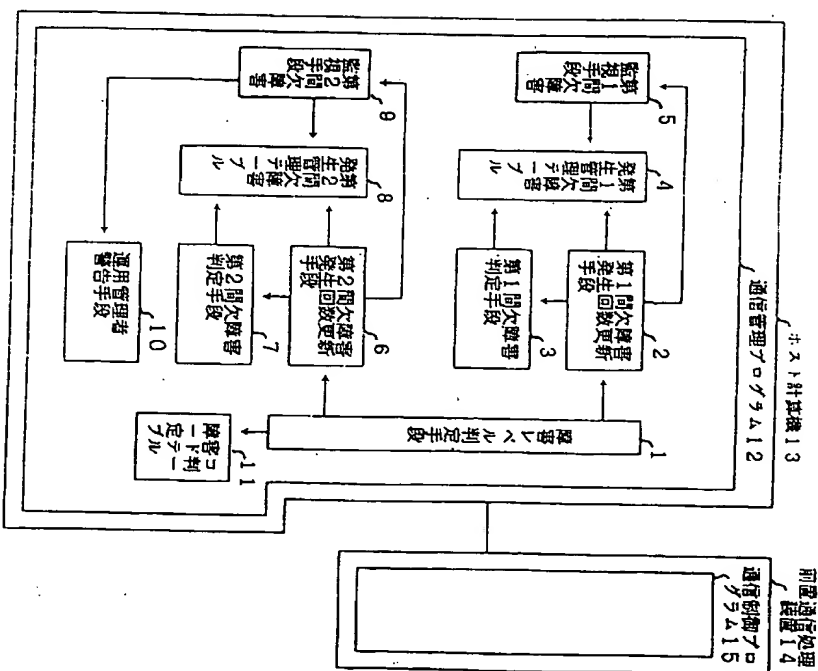 ホスト計算機13
通信管理プログラム12
前置通信処理
装置14
通信制御プロ
グラム15
障害レベル判定手段
1
第1間欠障害
発生回数更新
手段
2
第1間欠障害
判定手段
3
第1間欠障害
発生管理テーブ
ル
4
第1間欠障害
監視手段
5
第2間欠障害
発生回数更新
手段
6
第2間欠障害
判定手段
7
第2間欠障害
発生管理テーブ
ル
8
第2間欠障害
監視手段
9
運用管理者
警告手段
10
障害コ
ード判
定テー
ブル
11